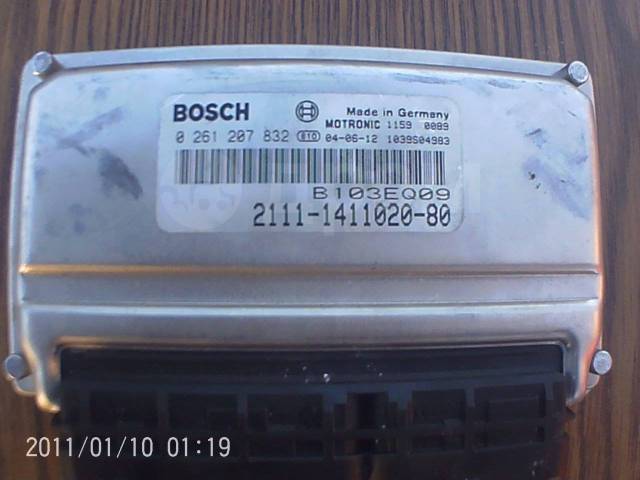 BOSCH Made in Germany
MOTRONIC 1159 0089
0 261 207 832 010 04-06-12 1039S04983
B103EQ09
2111-1411020-80
2011/01/10 01:19